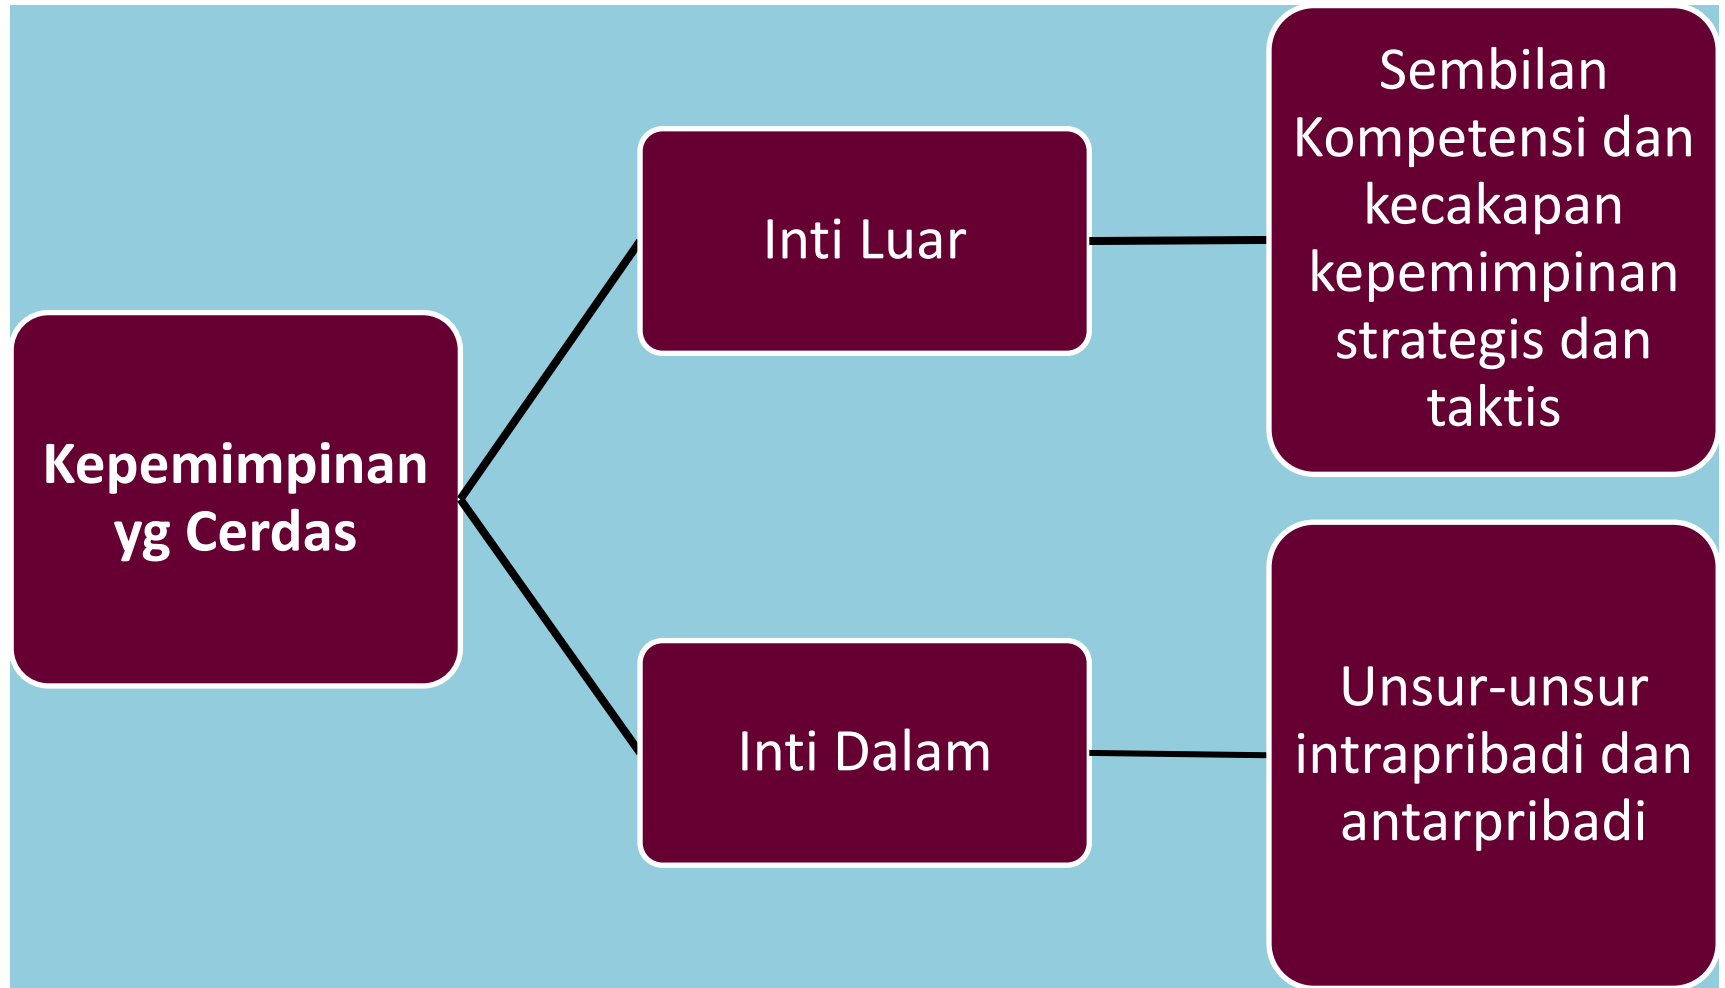 Kepemimpinan
yg Cerdas
Inti Luar
Sembilan
Kompetensi dan
kecakapan
kepemimpinan
strategis dan
taktis
Inti Dalam
Unsur-unsur
intrapribadi dan
antarpribadi